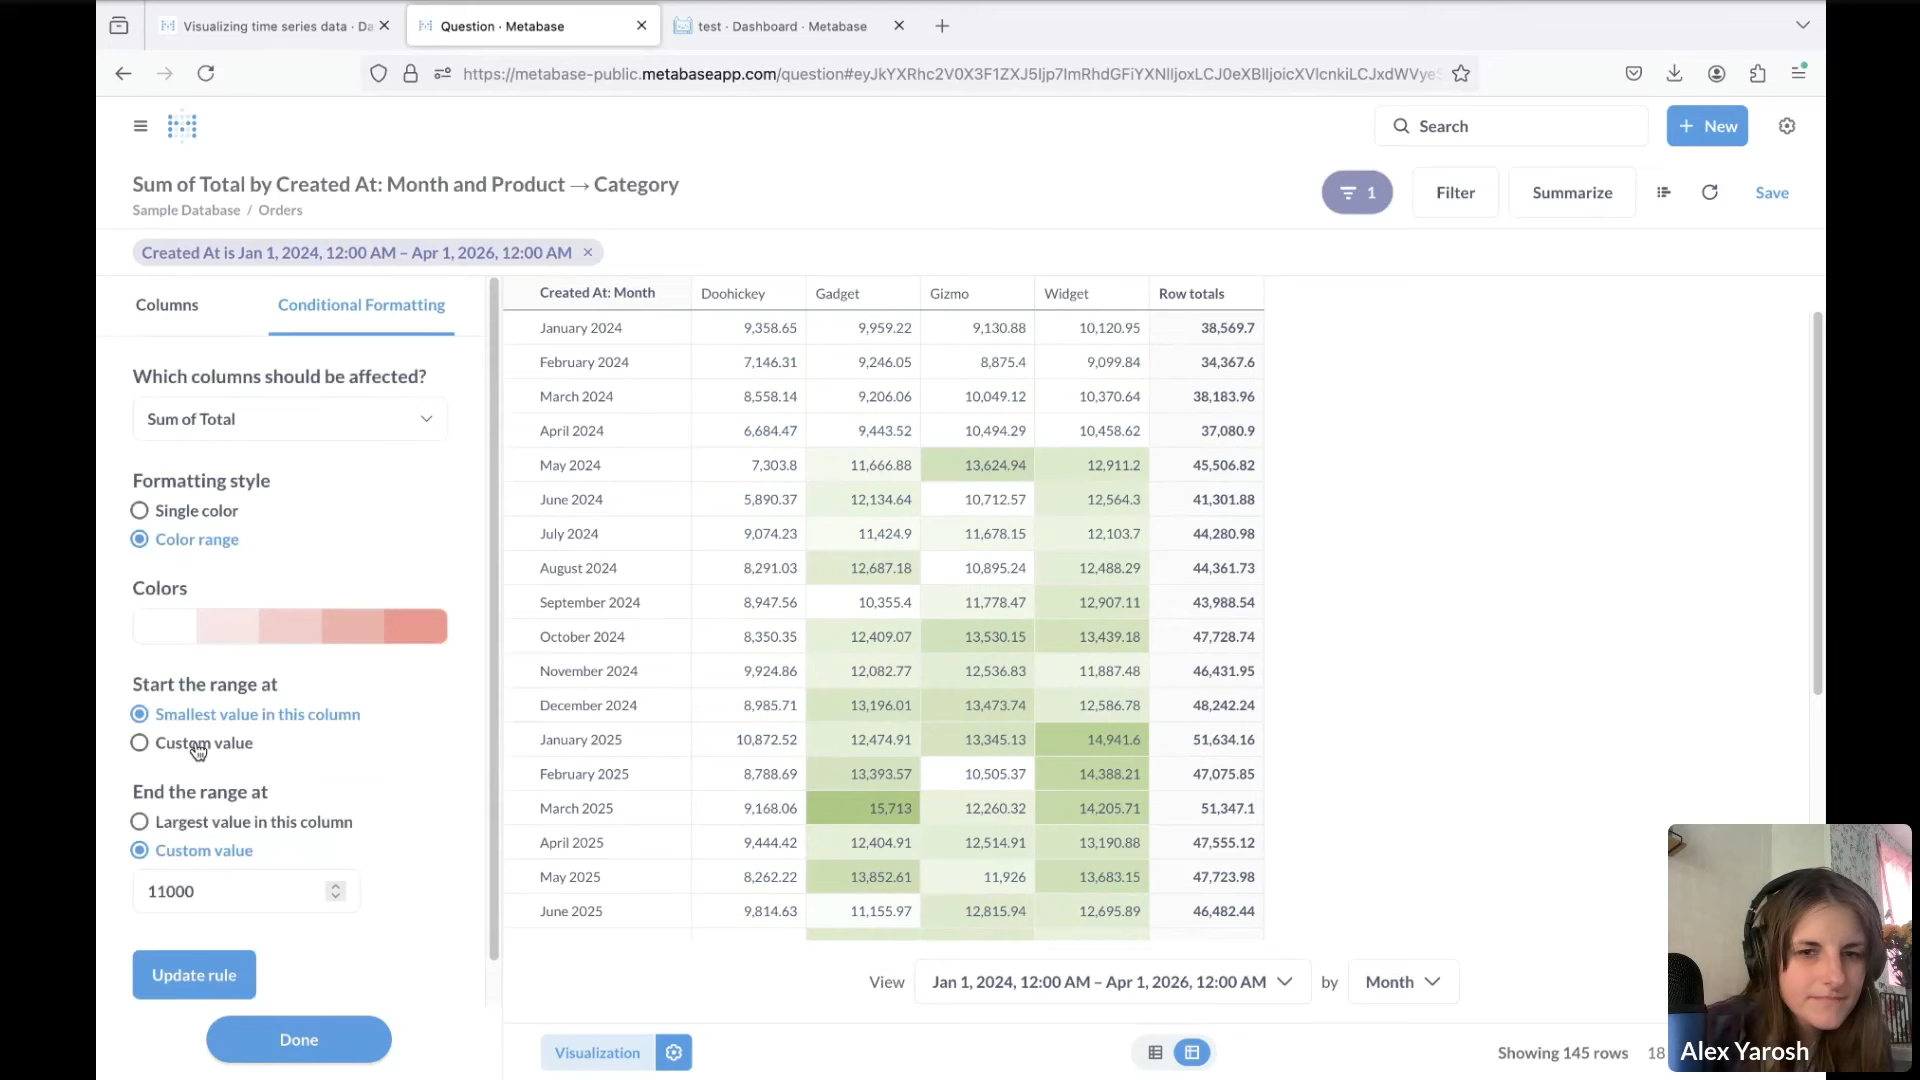 Visualizing time series data · Da
Question · Metabase
test · Dashboard · Metabase
Search
New
Sum of Total by Created At: Month and Product → Category
Sample Database / Orders
1
Filter
Summarize
Save
Created At is Jan 1, 2024, 12:00 AM – Apr 1, 2026, 12:00 AM ×
Columns
Conditional Formatting
Which columns should be affected?
Sum of Total
Formatting style
Single color
Color range
Colors
Start the range at
Smallest value in this column
Custom value
End the range at
Largest value in this column
Custom value
11000
Update rule
Done
Created At: Month Doohickey Gadget Gizmo Widget Row totals
January 2024 9,358.65 9,959.22 9,130.88 10,120.95 38,569.7
February 2024 7,146.31 9,246.05 8,875.4 9,099.84 34,367.6
March 2024 8,558.14 9,206.06 10,049.12 10,370.64 38,183.96
April 2024 6,684.47 9,443.52 10,494.29 10,458.62 37,080.9
May 2024 7,303.8 11,666.88 13,624.94 12,911.2 45,506.82
June 2024 5,890.37 12,134.64 10,712.57 12,564.3 41,301.88
July 2024 9,074.23 11,424.9 11,678.15 12,103.7 44,280.98
August 2024 8,291.03 12,687.18 10,895.24 12,488.29 44,361.73
September 2024 8,947.56 10,355.4 11,778.47 12,907.11 43,988.54
October 2024 8,350.35 12,409.07 13,530.15 13,439.18 47,728.74
November 2024 9,924.86 12,082.77 12,536.83 11,887.48 46,431.95
December 2024 8,985.71 13,196.01 13,473.74 12,586.78 48,242.24
January 2025 10,872.52 12,474.91 13,345.13 14,941.6 51,634.16
February 2025 8,788.69 13,393.57 10,505.37 14,388.21 47,075.85
March 2025 9,168.06 15,713 12,260.32 14,205.71 51,347.1
April 2025 9,444.42 12,404.91 12,514.91 13,190.88 47,555.12
May 2025 8,262.22 13,852.61 11,926 13,683.15 47,723.98
June 2025 9,814.63 11,155.97 12,815.94 12,695.89 46,482.44
View Jan 1, 2024, 12:00 AM – Apr 1, 2026, 12:00 AM by Month
Visualization
Showing 145 rows
18
Alex Yarosh